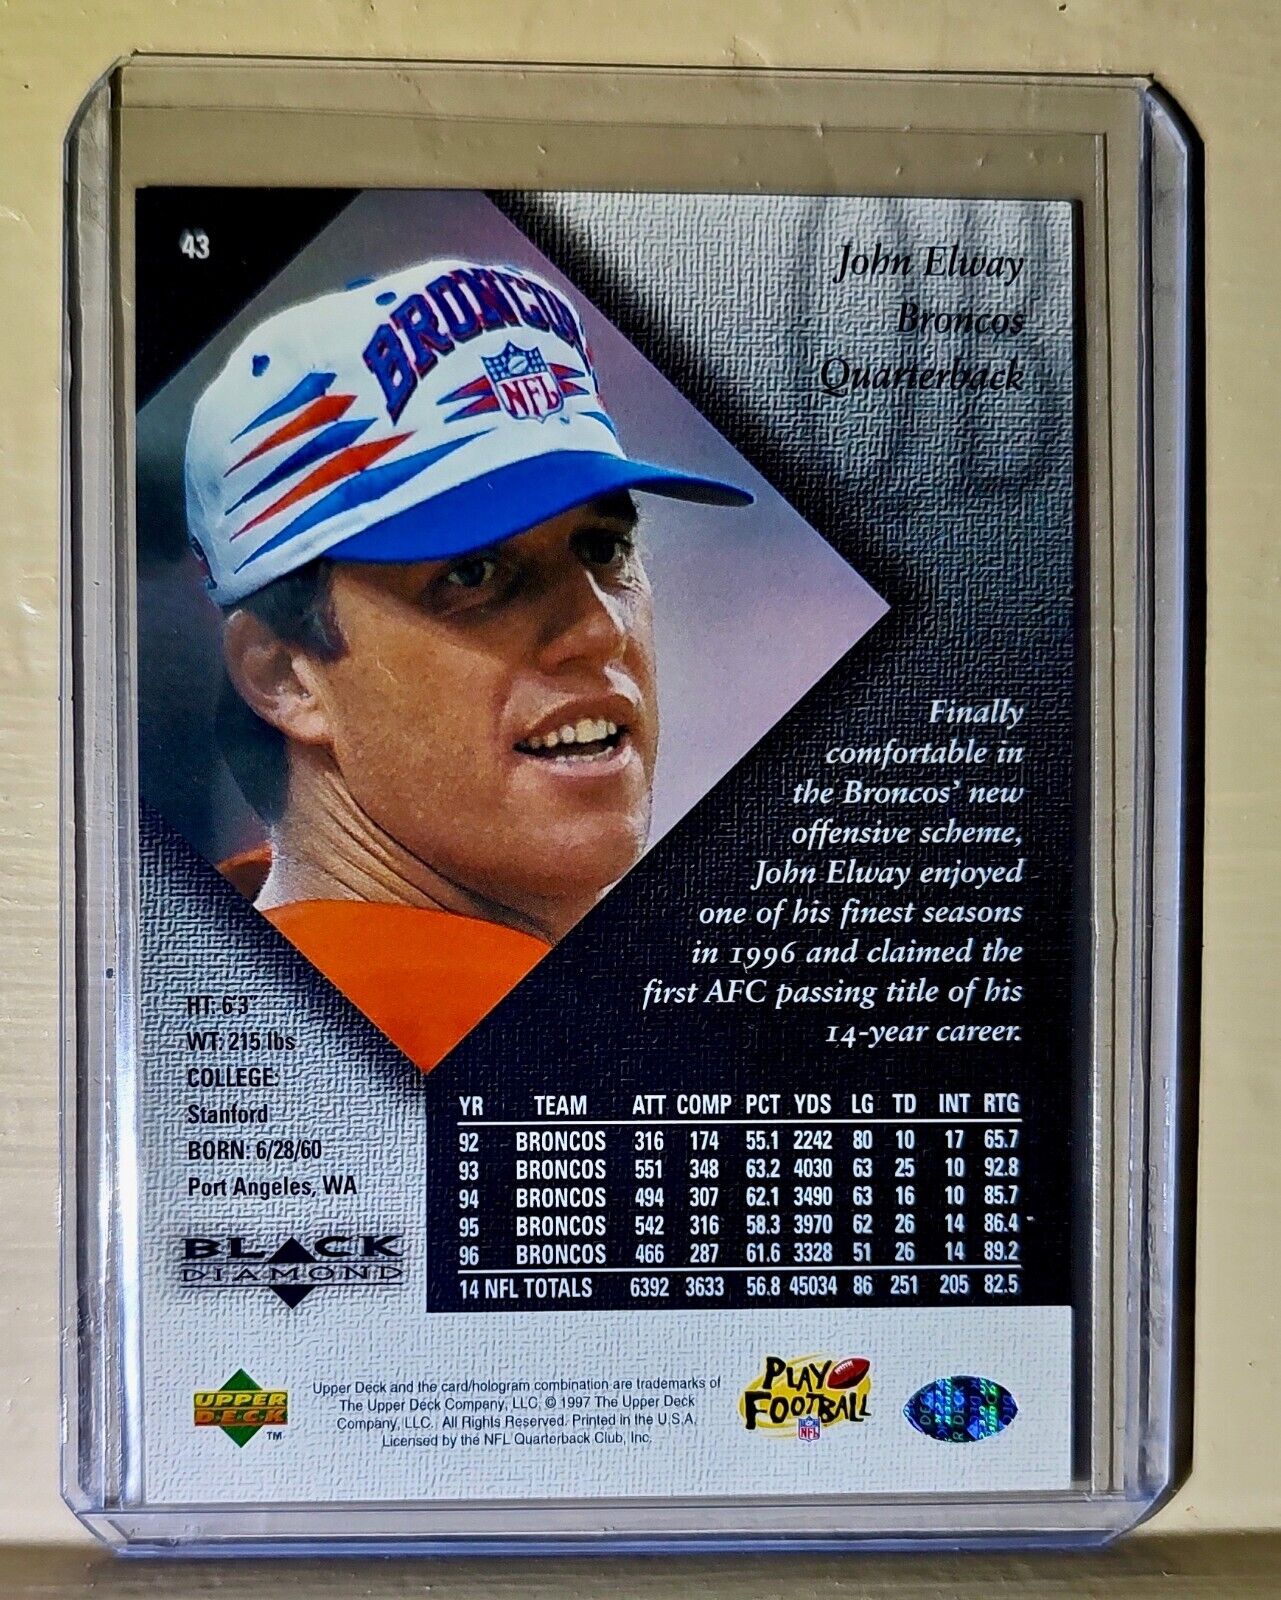 43
BRONCOS
NFL
John Elway
Broncos
Quarterback
Finally
comfortable in
the Broncos' new
offensive scheme,
John Elway enjoyed
one of his finest seasons
in 1996 and claimed the
first AFC passing title of his
14-year career.
HT: 6'3"
WT: 215 lbs
COLLEGE:
Stanford
BORN: 6/28/60
Port Angeles, WA
BLACK
DIAMOND
YR TEAM ATT COMP PCT YDS LG TD INT RTG
92 BRONCOS 316 174 55.1 2242 80 10 17 65.7
93 BRONCOS 551 348 63.2 4030 63 25 10 92.8
94 BRONCOS 494 307 62.1 3490 63 16 10 85.7
95 BRONCOS 542 316 58.3 3970 62 26 14 86.4
96 BRONCOS 466 287 61.6 3328 51 26 14 89.2
14 NFL TOTALS 6392 3633 56.8 45034 86 251 205 82.5
UPPER
DECK
TM
Upper Deck and the card/hologram combination are trademarks of
The Upper Deck Company, LLC. © 1997 The Upper Deck
Company, LLC. All Rights Reserved. Printed in the U.S.A.
Licensed by the NFL Quarterback Club, Inc.
PLAY
FOOTBALL
NFL